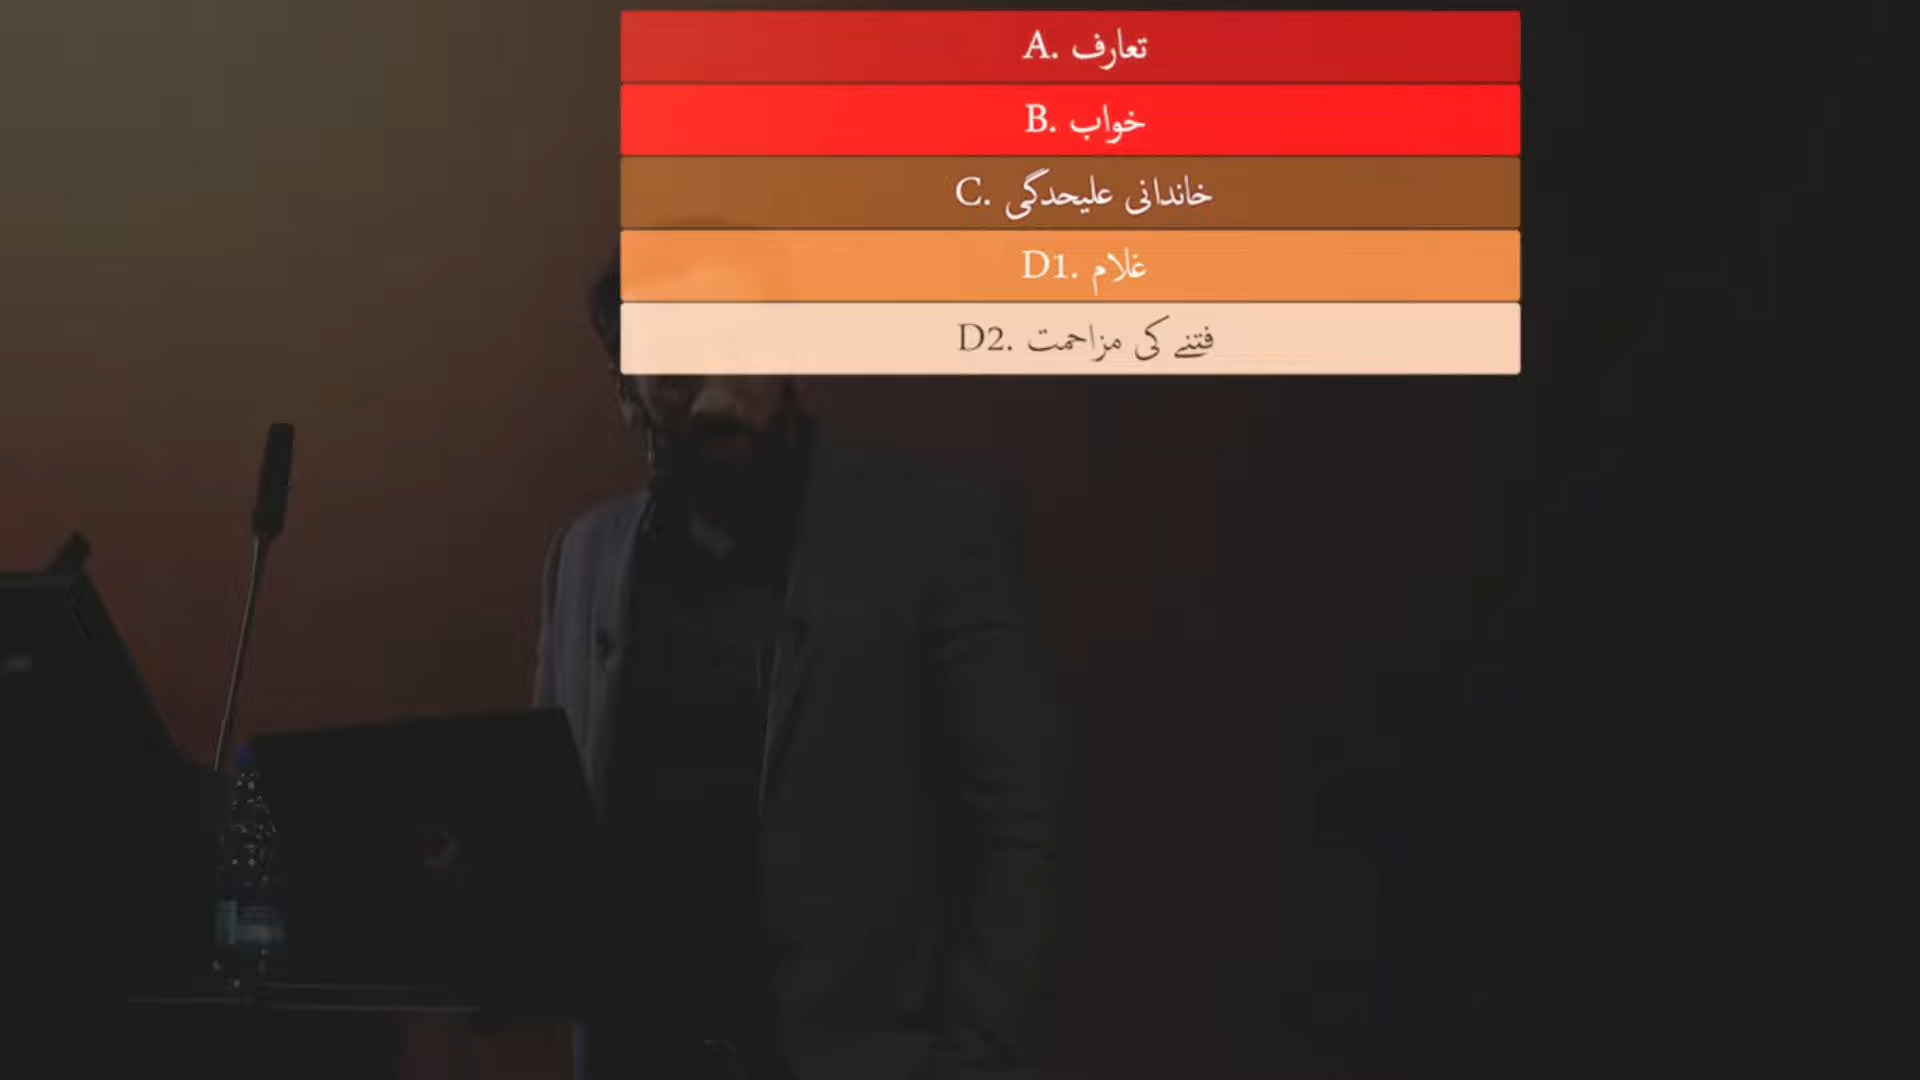 A. تعارف
B. خواب
C. خاندانی علیحدگی
D1. غلام
D2. فتنے کی مزاحمت